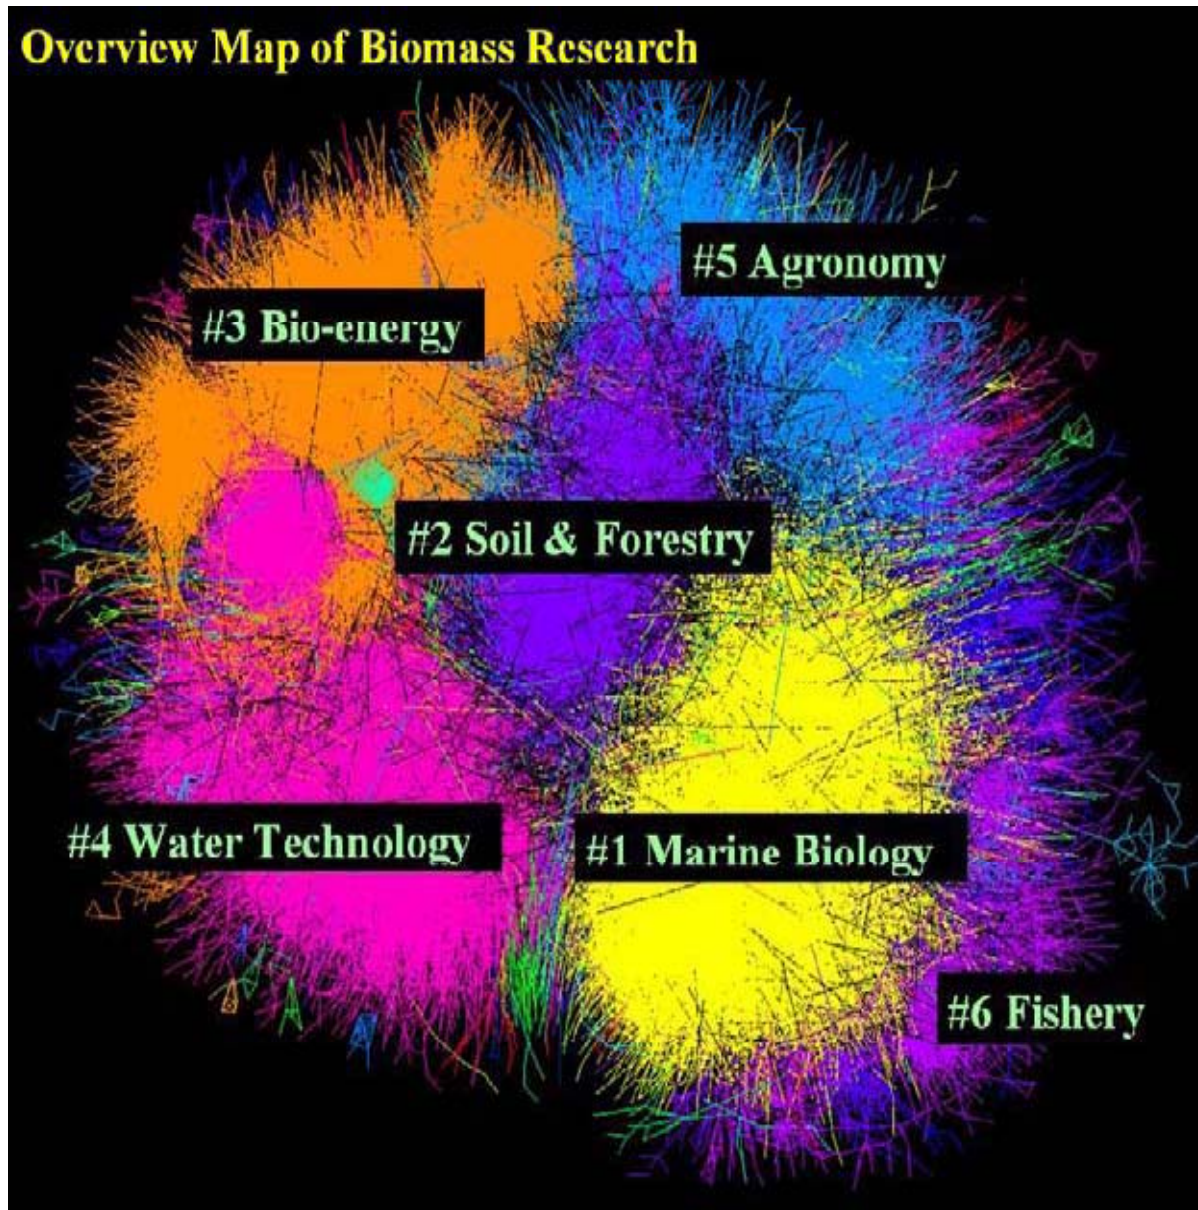 Overview Map of Biomass Research
#5 Agronomy
#3 Bio-energy
#2 Soil & Forestry
#4 Water Technology
#1 Marine Biology
#6 Fishery